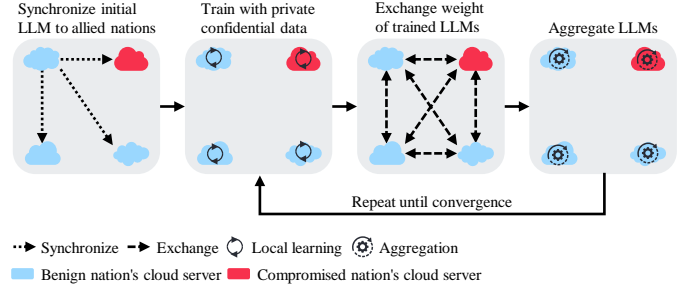 Synchronize initial
LLM to allied nations
Train with private
confidential data
Exchange weight
of trained LLMs
Aggregate LLMs
Repeat until convergence
Synchronize
Exchange
Local learning
Aggregation
Benign nation's cloud server
Compromised nation's cloud server